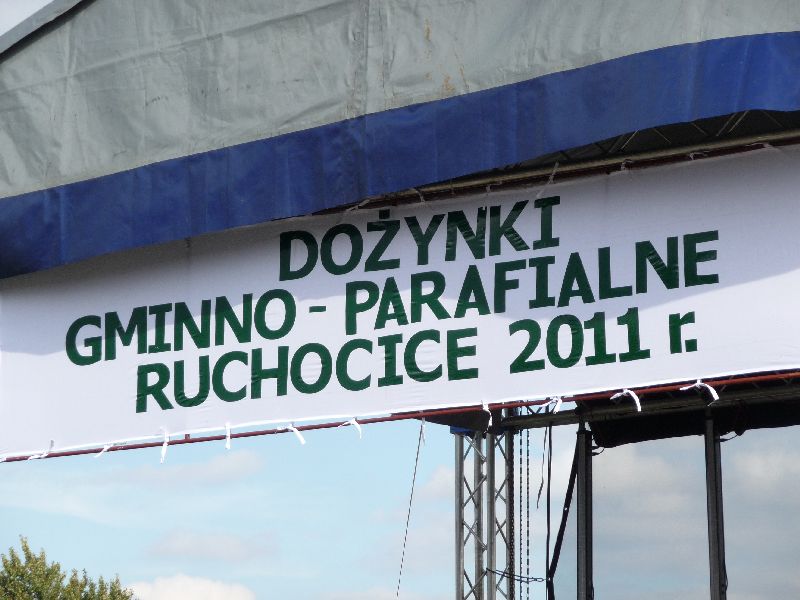 DOŻYNKI
GMINNO - PARAFIALNE
RUCHOCICE 2011 r.